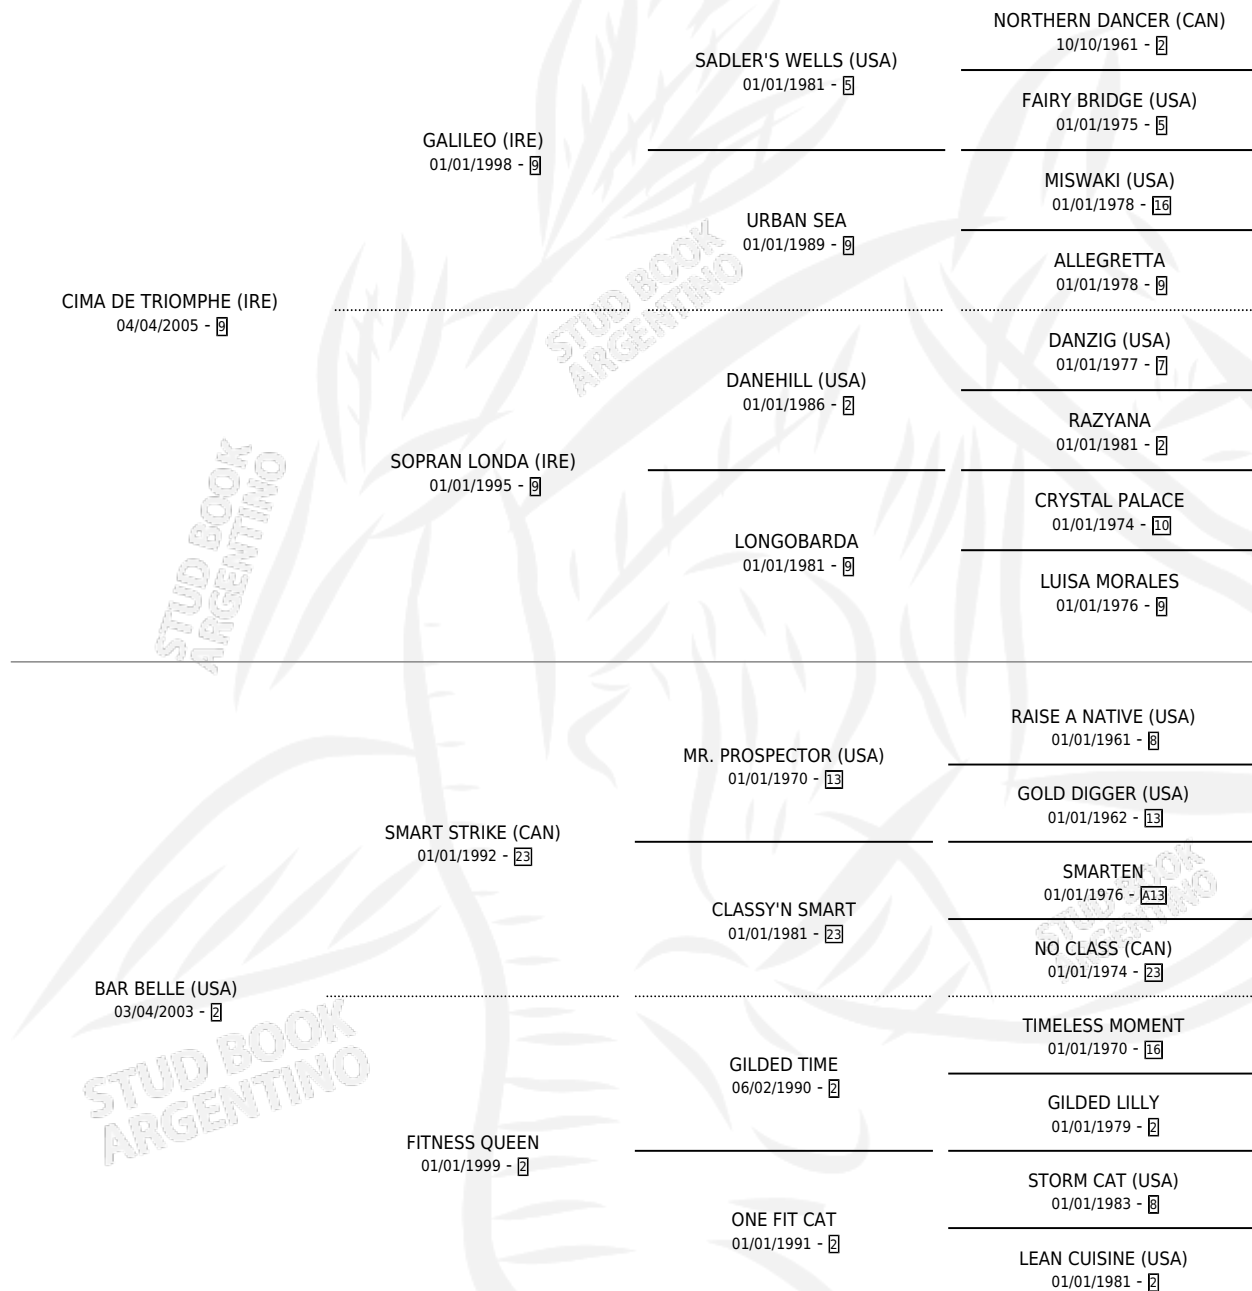 NORTHERN DANCER (CAN)
10/10/1961 - 2
SADLER'S WELLS (USA)
01/01/1981 - 5
FAIRY BRIDGE (USA)
01/01/1975 - 5
GALILEO (IRE)
01/01/1998 - 9
MISWAKI (USA)
01/01/1978 - 16
URBAN SEA
01/01/1989 - 9
ALLEGRETTA
01/01/1978 - 9
CIMA DE TRIOMPHE (IRE)
04/04/2005 - 9
STUD BOOK
ARGENTINO
DANZIG (USA)
01/01/1977 - 7
DANEHILL (USA)
01/01/1986 - 2
RAZYANA
01/01/1981 - 2
SOPRAN LONDA (IRE)
01/01/1995 - 9
CRYSTAL PALACE
01/01/1974 - 10
LONGOBARDA
01/01/1981 - 9
LUISA MORALES
01/01/1976 - 9
STUD BOOK
ARGENTINO
RAISE A NATIVE (USA)
01/01/1961 - 8
MR. PROSPECTOR (USA)
01/01/1970 - 13
GOLD DIGGER (USA)
01/01/1962 - 13
SMART STRIKE (CAN)
01/01/1992 - 23
SMARTEN
01/01/1976 - A13
CLASSY'N SMART
01/01/1981 - 23
STUD BOOK
ARGENTINO
NO CLASS (CAN)
01/01/1974 - 23
BAR BELLE (USA)
03/04/2003 - 2
STUD BOOK
ARGENTINO
TIMELESS MOMENT
01/01/1970 - 16
GILDED TIME
06/02/1990 - 2
GILDED LILLY
01/01/1979 - 2
FITNESS QUEEN
01/01/1999 - 2
STORM CAT (USA)
01/01/1983 - 8
ONE FIT CAT
01/01/1991 - 2
LEAN CUISINE (USA)
01/01/1981 - 2